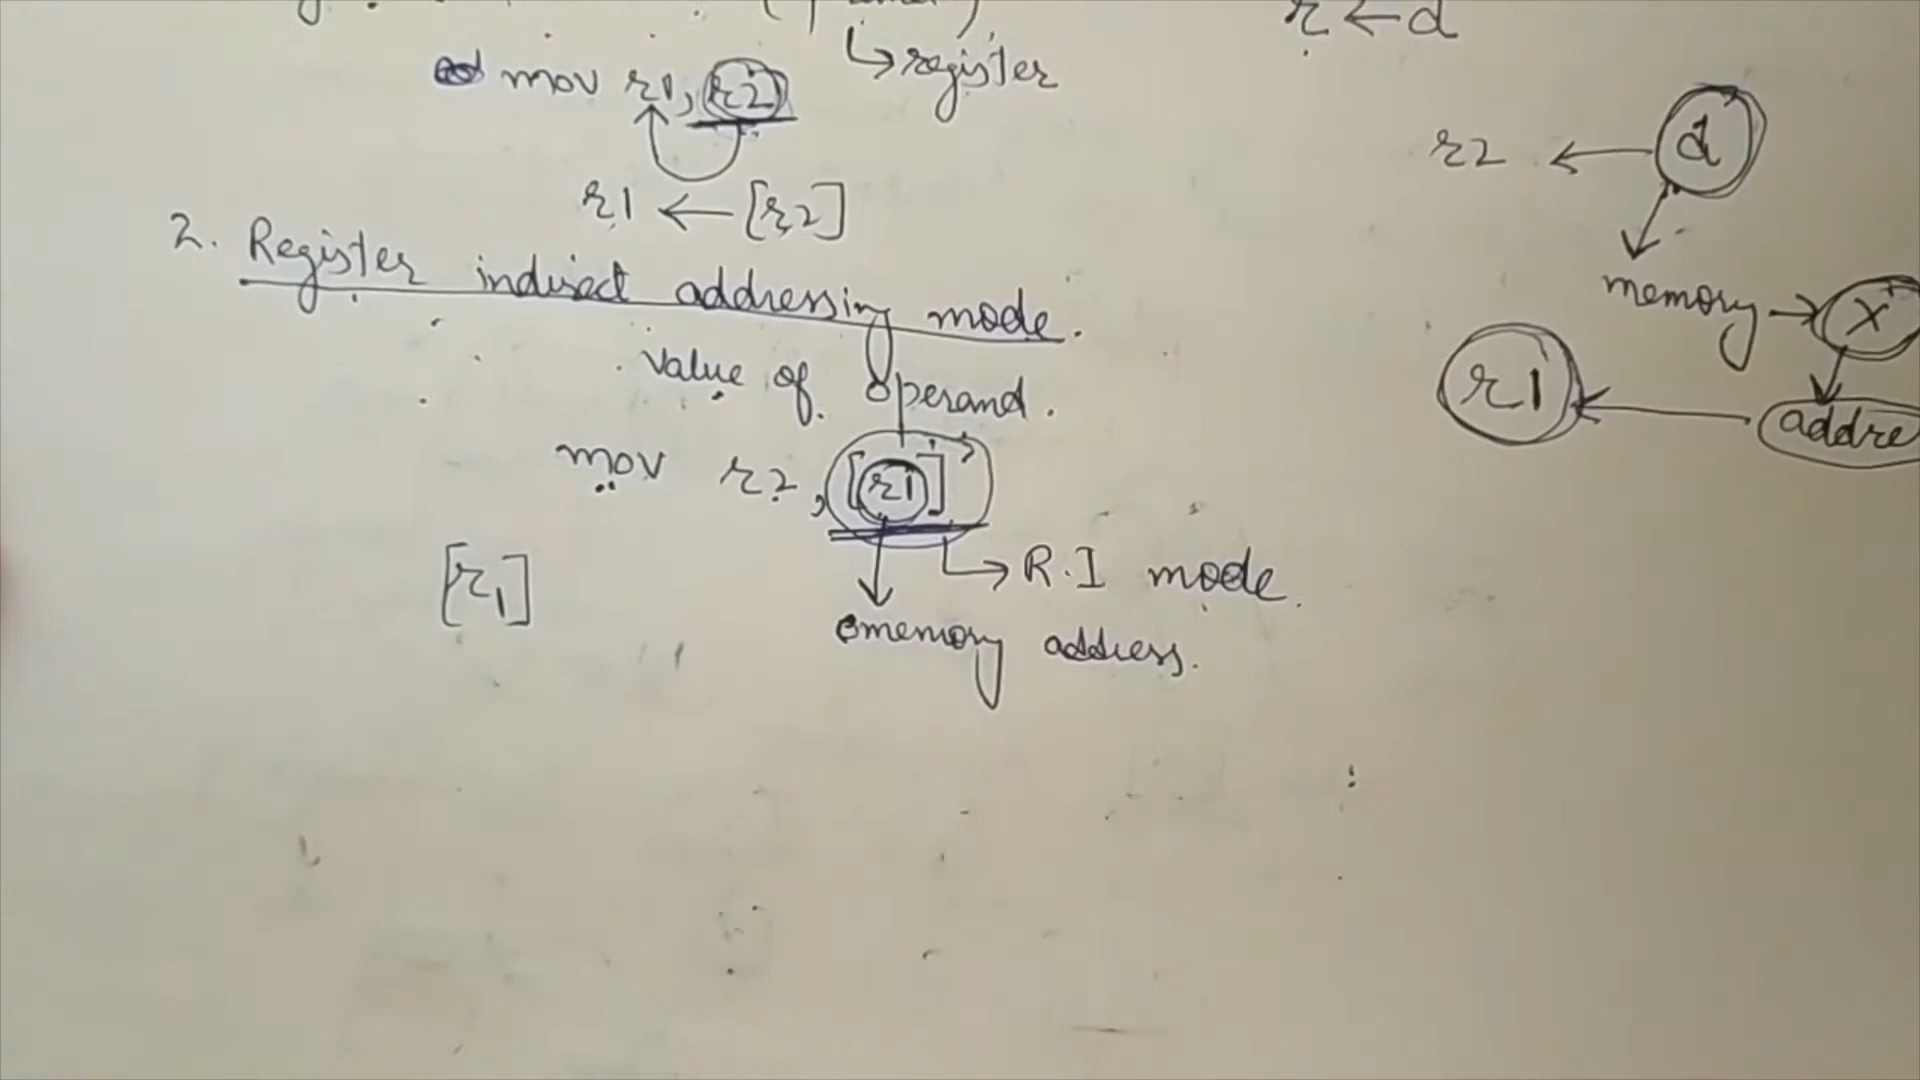 r ← d
↳ register
mov r1, r2
r1 ← [r2]
2. Register indirect addressing mode.
value of operand.
mov r2, [r1]
→ R.I mode.
[r1]
memory address.
r2 ← d
memory → x
r1 ← addre